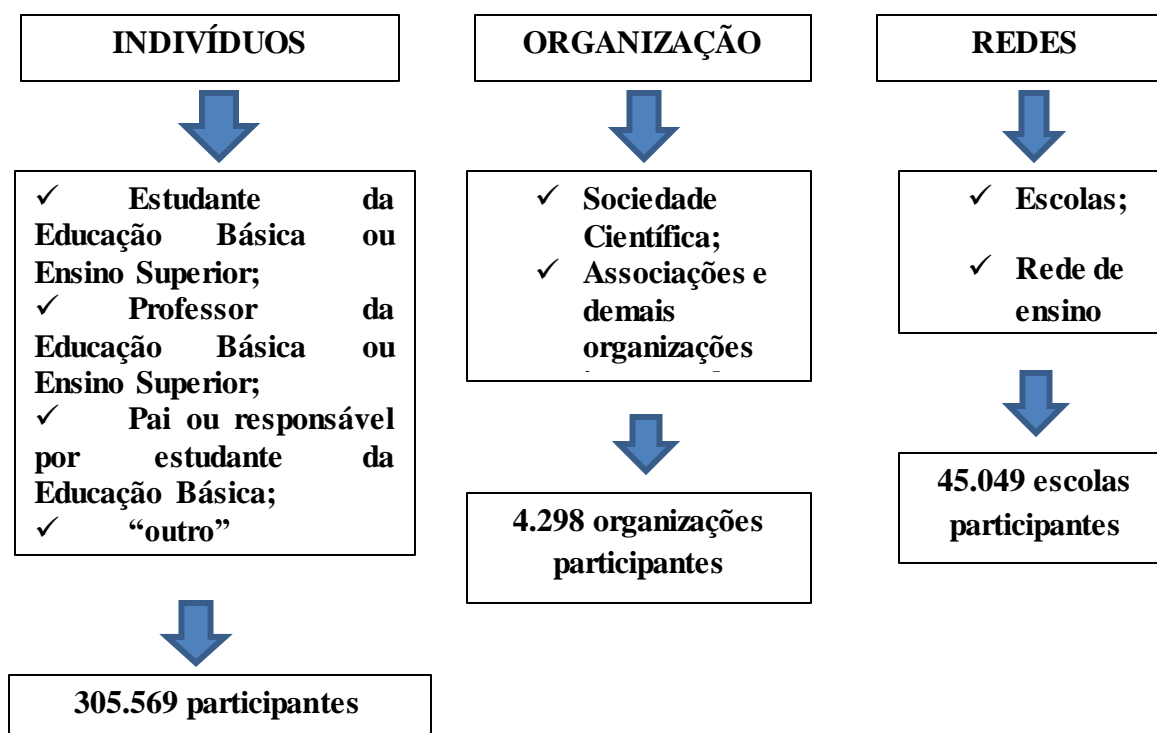 INDIVÍDUOS
✓ Estudante da
Educação Básica ou
Ensino Superior;
✓ Professor da
Educação Básica ou
Ensino Superior;
✓ Pai ou responsável
por estudante da
Educação Básica;
✓ “outro”
305.569 participantes
ORGANIZAÇÃO
✓ Sociedade
Científica;
✓ Associações e
demais
organizações
4.298 organizações
participantes
REDES
✓ Escolas;
✓ Rede de
ensino
45.049 escolas
participantes